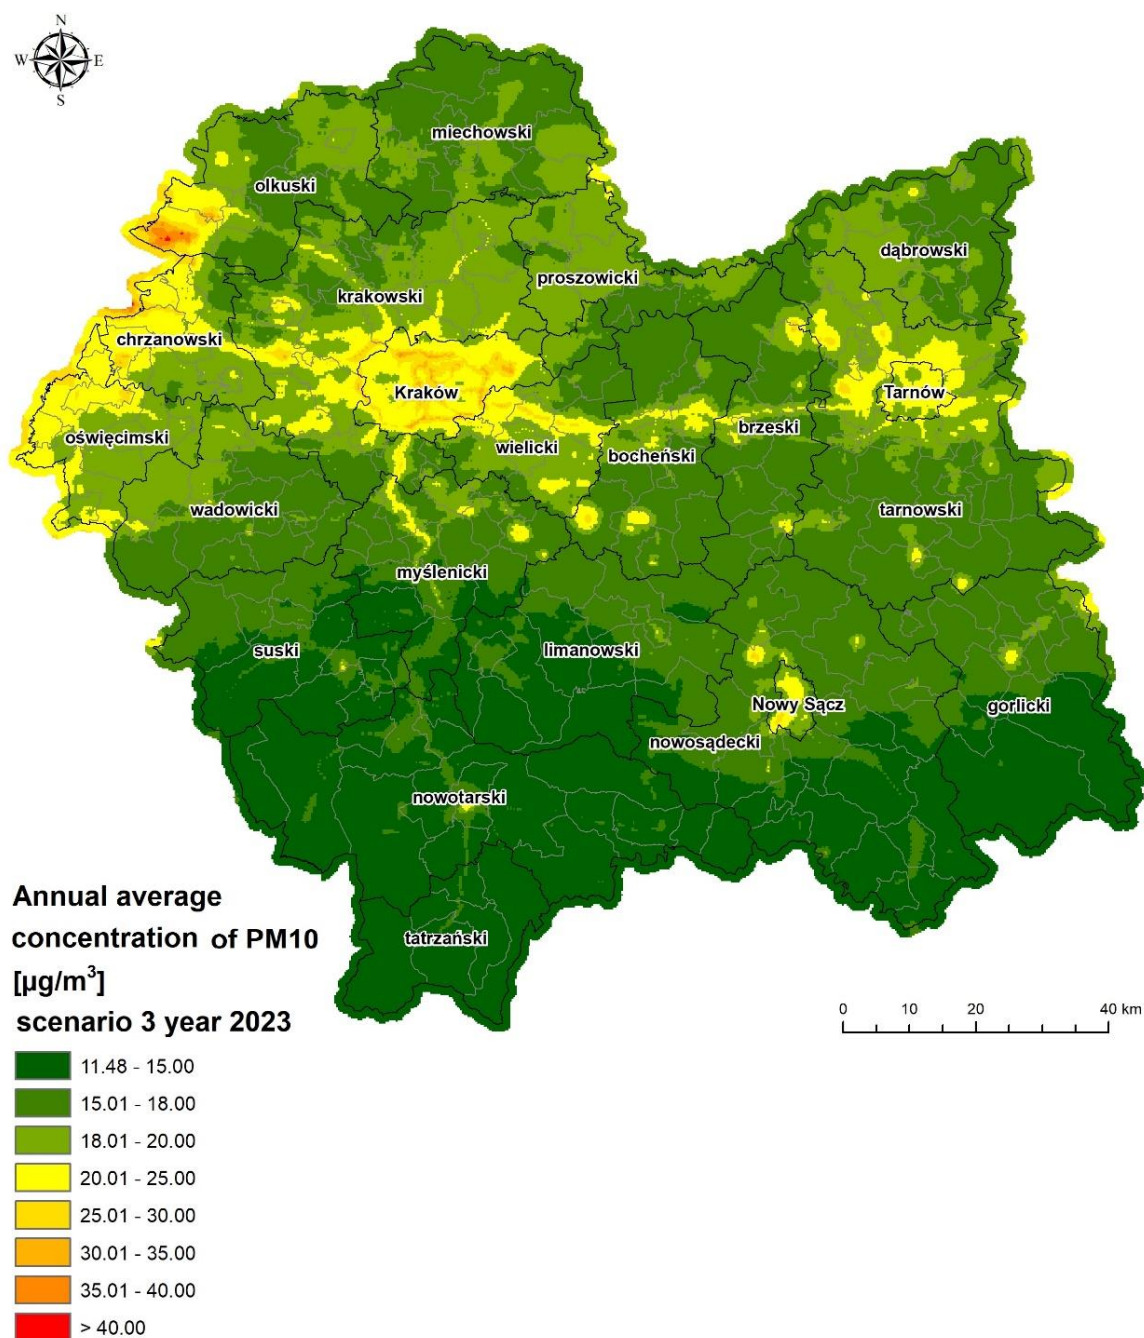 N
W E
S
miechowski
olkuski
dąbrowski
proszowicki
krakowski
chrzanowski
Kraków
Tarnów
brzeski
oświęcimski
wielicki
bocheński
wadowicki
tarnowski
myślenicki
suski
limanowski
Nowy Sącz
gorlicki
nowosądecki
nowotarski
tatrzański
Annual average
concentration of PM10
[µg/m³]
scenario 3 year 2023
0 10 20 40 km
11.48 - 15.00
15.01 - 18.00
18.01 - 20.00
20.01 - 25.00
25.01 - 30.00
30.01 - 35.00
35.01 - 40.00
> 40.00